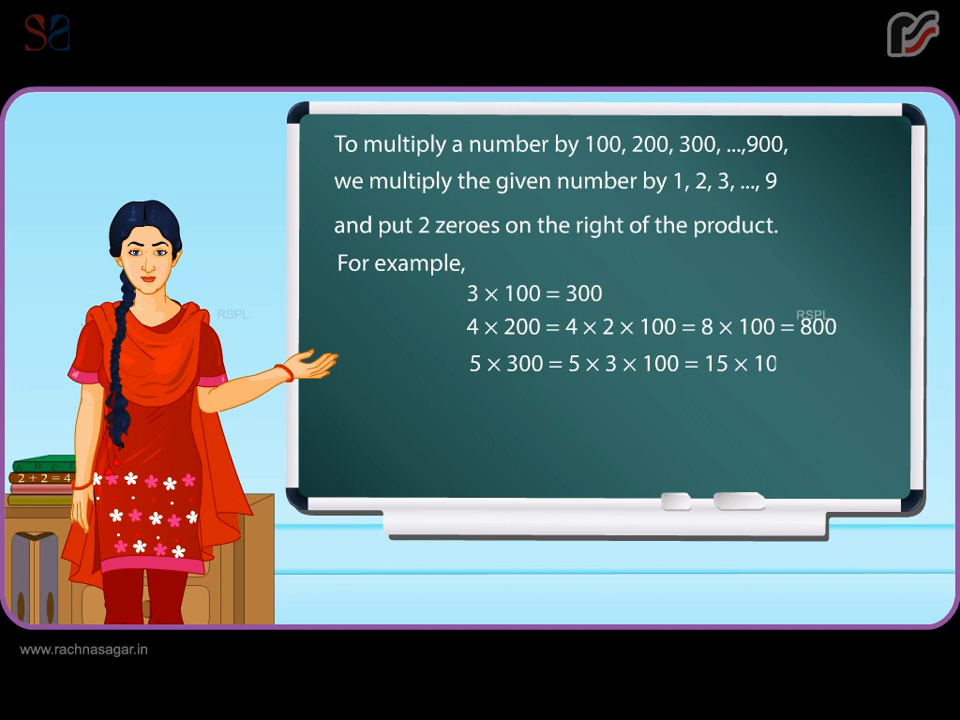 To multiply a number by 100, 200, 300, ...,900,
we multiply the given number by 1, 2, 3, ..., 9
and put 2 zeroes on the right of the product.
For example,
3 × 100 = 300
4 × 200 = 4 × 2 × 100 = 8 × 100 = 800
5 × 300 = 5 × 3 × 100 = 15 × 10
RSPL
RSPL
2 + 2 = 4
www.rachnasagar.in